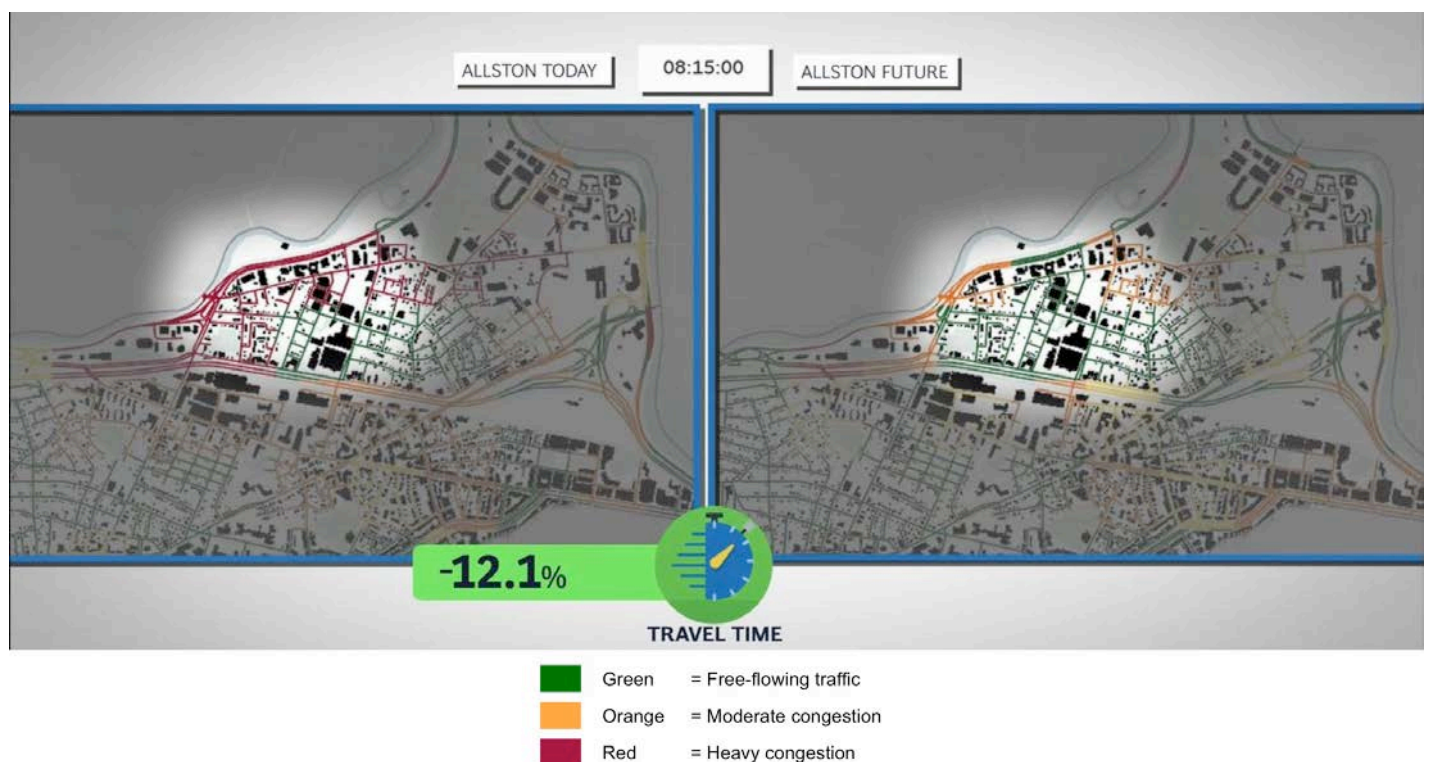 ALLSTON TODAY
08:15:00
ALLSTON FUTURE
-12.1%
TRAVEL TIME
Green = Free-flowing traffic
Orange = Moderate congestion
Red = Heavy congestion